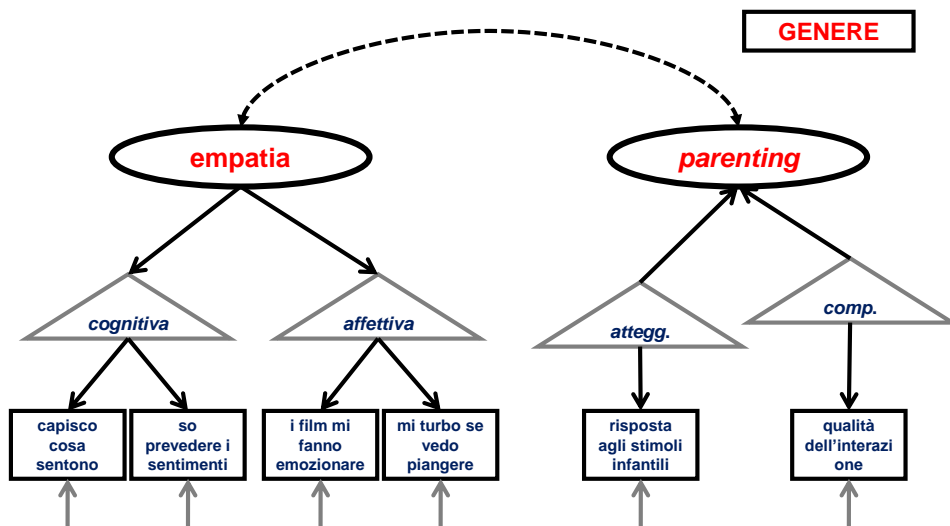 GENERE
empatia
parenting
cognitiva
affettiva
attegg.
comp.
capisco
cosa
sentono
so
prevedere i
sentimenti
i film mi
fanno
emozionare
mi turbo se
vedo
piangere
risposta
agli stimoli
infantili
qualità
dell'interazi
one